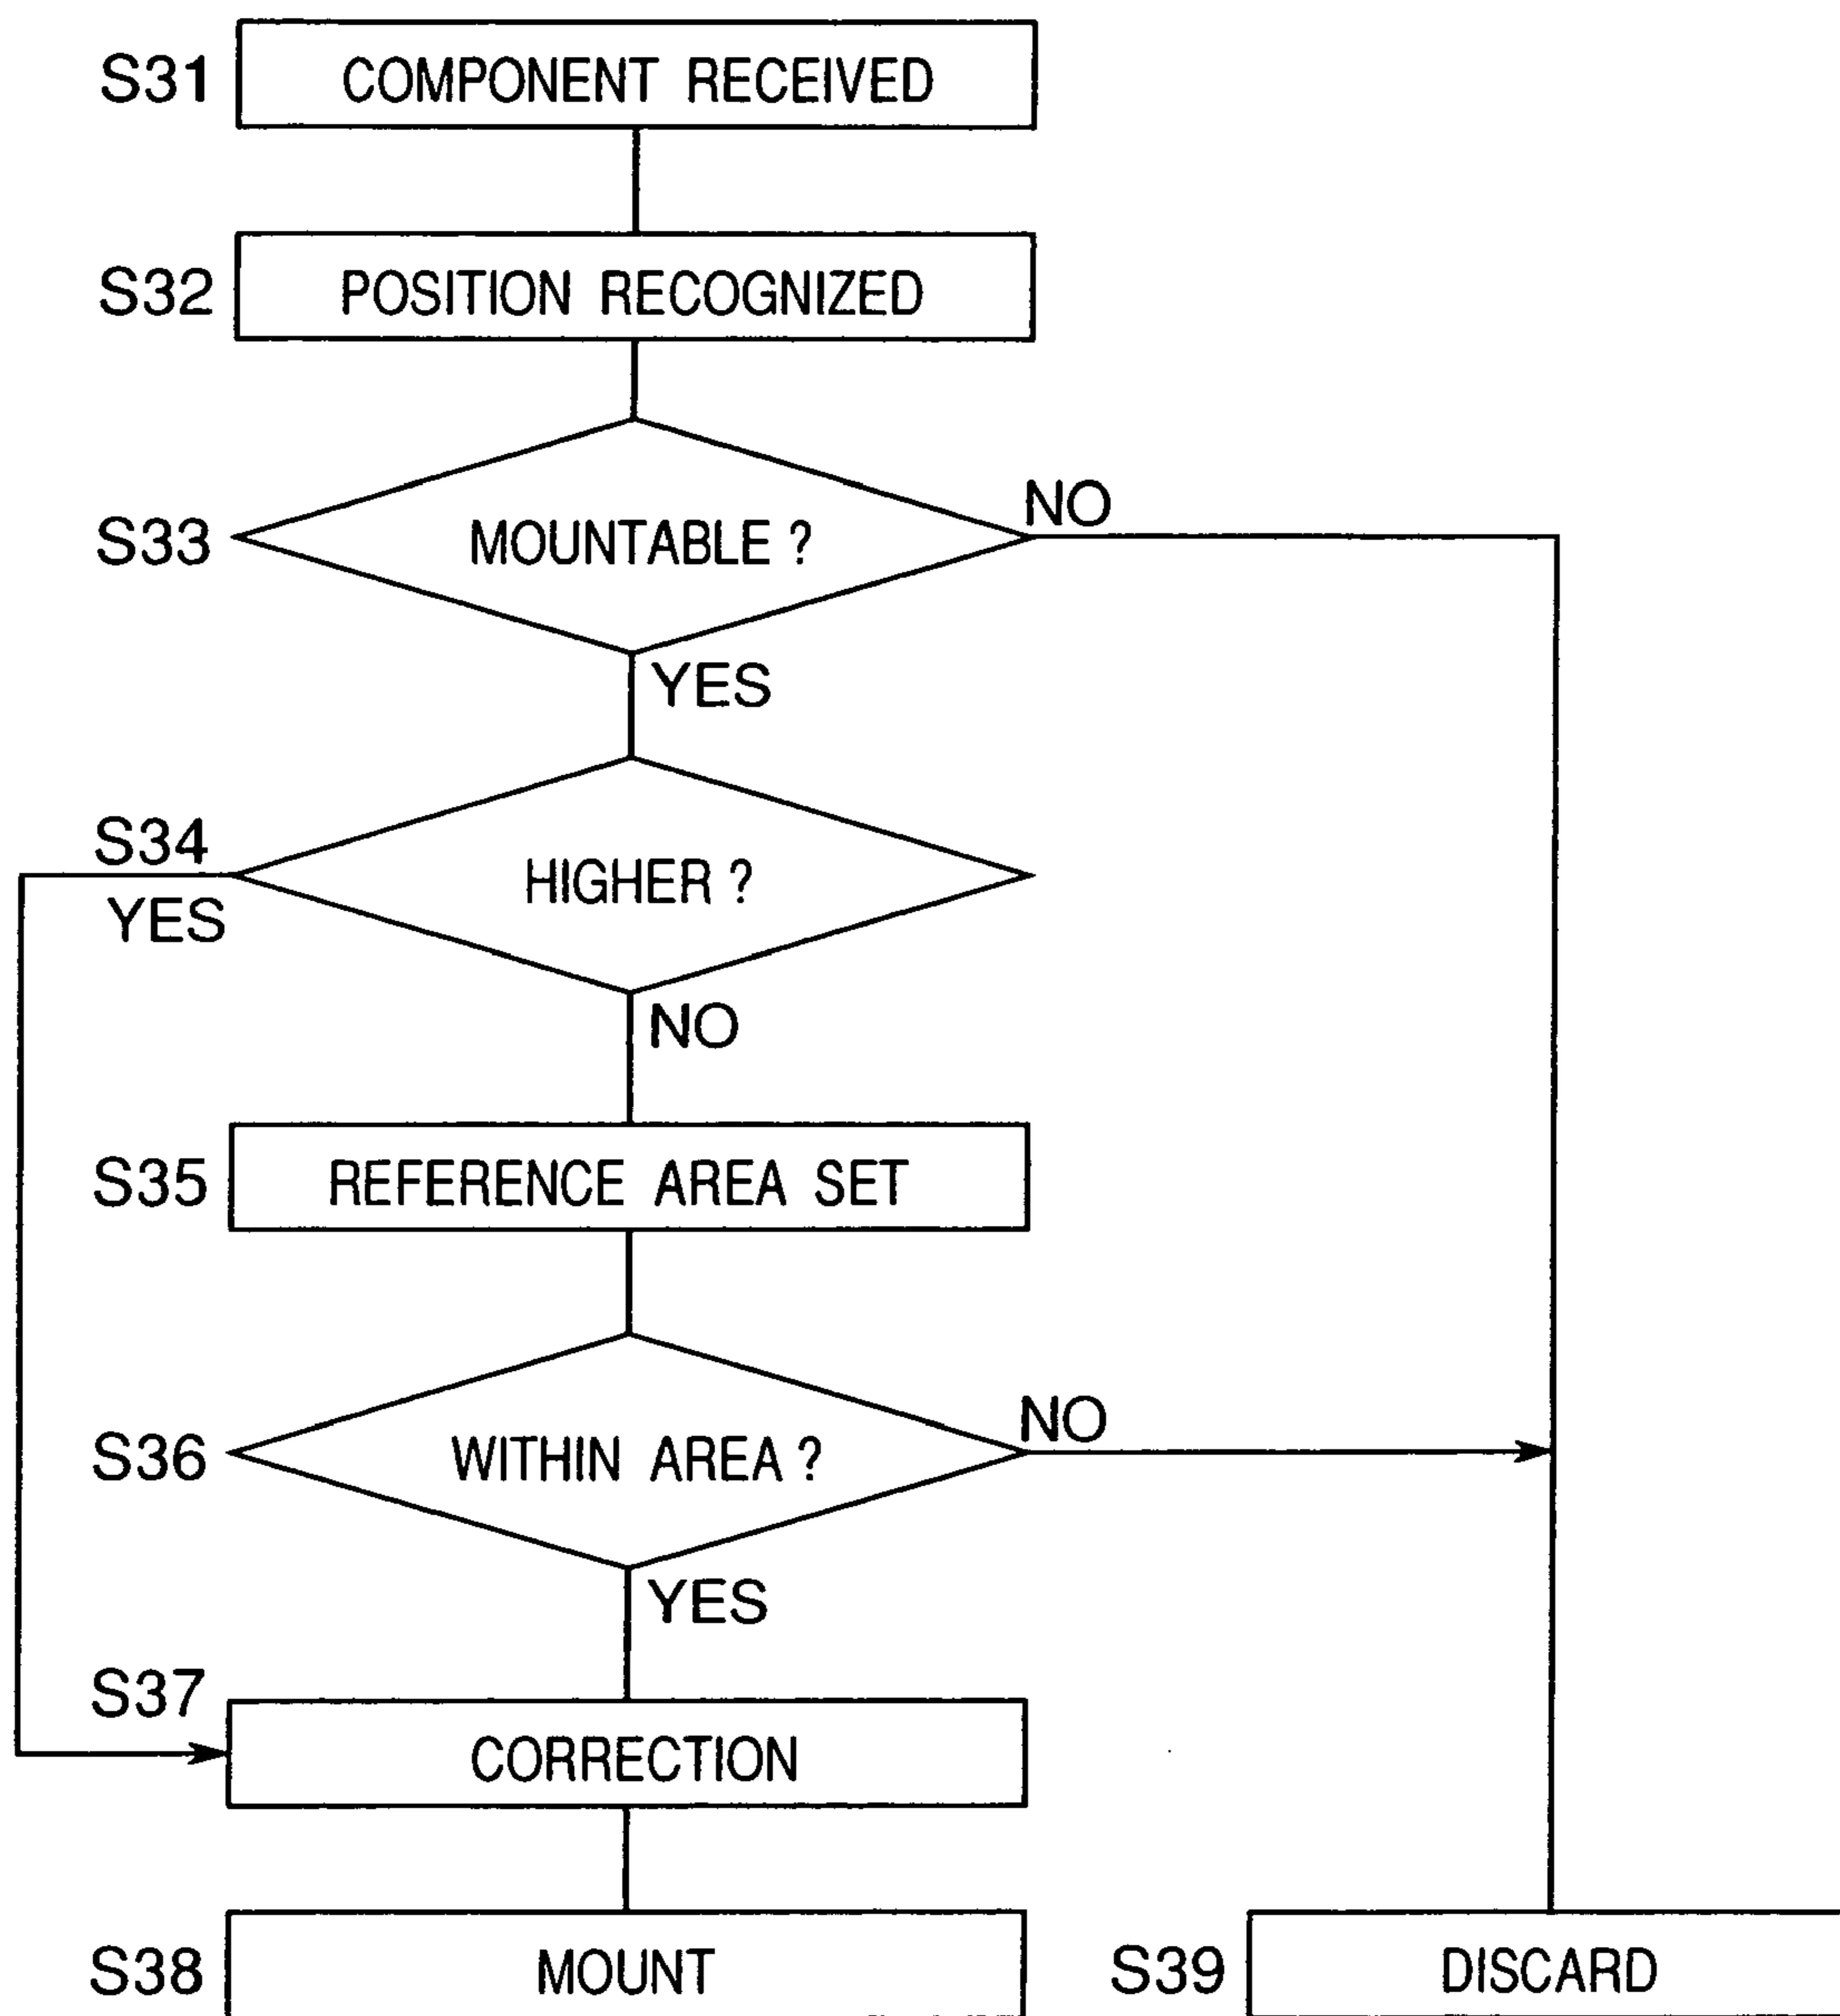 S31 COMPONENT RECEIVED
S32 POSITION RECOGNIZED
S33 MOUNTABLE ?
NO
YES
S34 HIGHER ?
YES
NO
S35 REFERENCE AREA SET
S36 WITHIN AREA ?
NO
YES
S37 CORRECTION
S38 MOUNT
S39 DISCARD